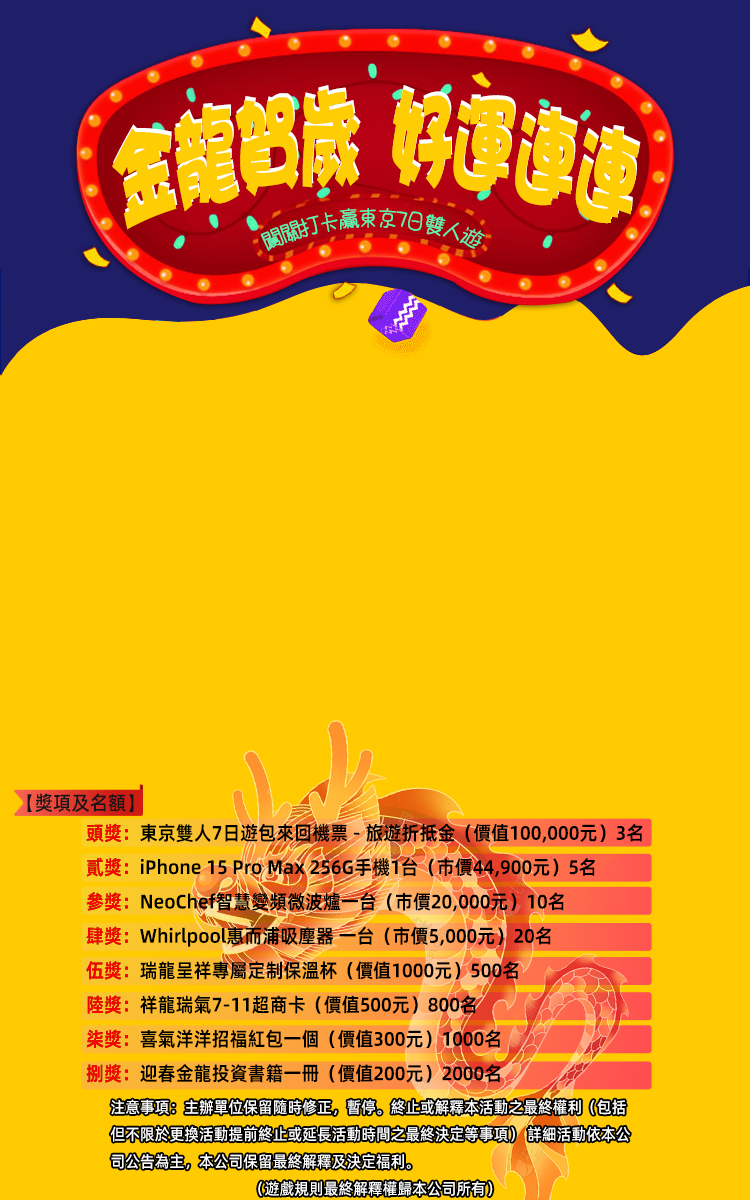 金龍賀歲 好運連連
闖關打卡贏東京7日雙人遊
【獎項及名額】
頭獎：東京雙人7日遊包來回機票 - 旅遊折抵金（價值100,000元）3名
貳獎：iPhone 15 Pro Max 256G手機1台（市價44,900元）5名
參獎：NeoChef智慧變頻微波爐一台（市價20,000元）10名
肆獎：Whirlpool惠而浦吸塵器 一台（市價5,000元）20名
伍獎：瑞龍呈祥專屬定制保溫杯（價值1000元）500名
陸獎：祥龍瑞氣7-11超商卡（價值500元）800名
柒獎：喜氣洋洋招福紅包一個（價值300元）1000名
捌獎：迎春金龍投資書籍一冊（價值200元）2000名
注意事項：主辦單位保留隨時修正，暫停。終止或解釋本活動之最終權利（包括
但不限於更換活動提前終止或延長活動時間之最終決定等事項） 詳細活動依本公
司公告為主，本公司保留最終解釋及決定福利。
（遊戲規則最終解釋權歸本公司所有）